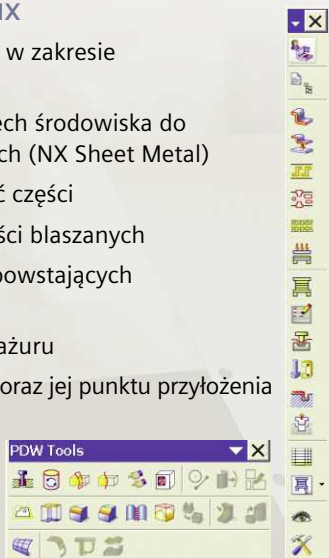 NX
w zakresie
ech środowiska do
ch (NX Sheet Metal)
ć części
ści blaszanych
powstających
ażuru
oraz jej punktu przyłożenia
PDW Tools